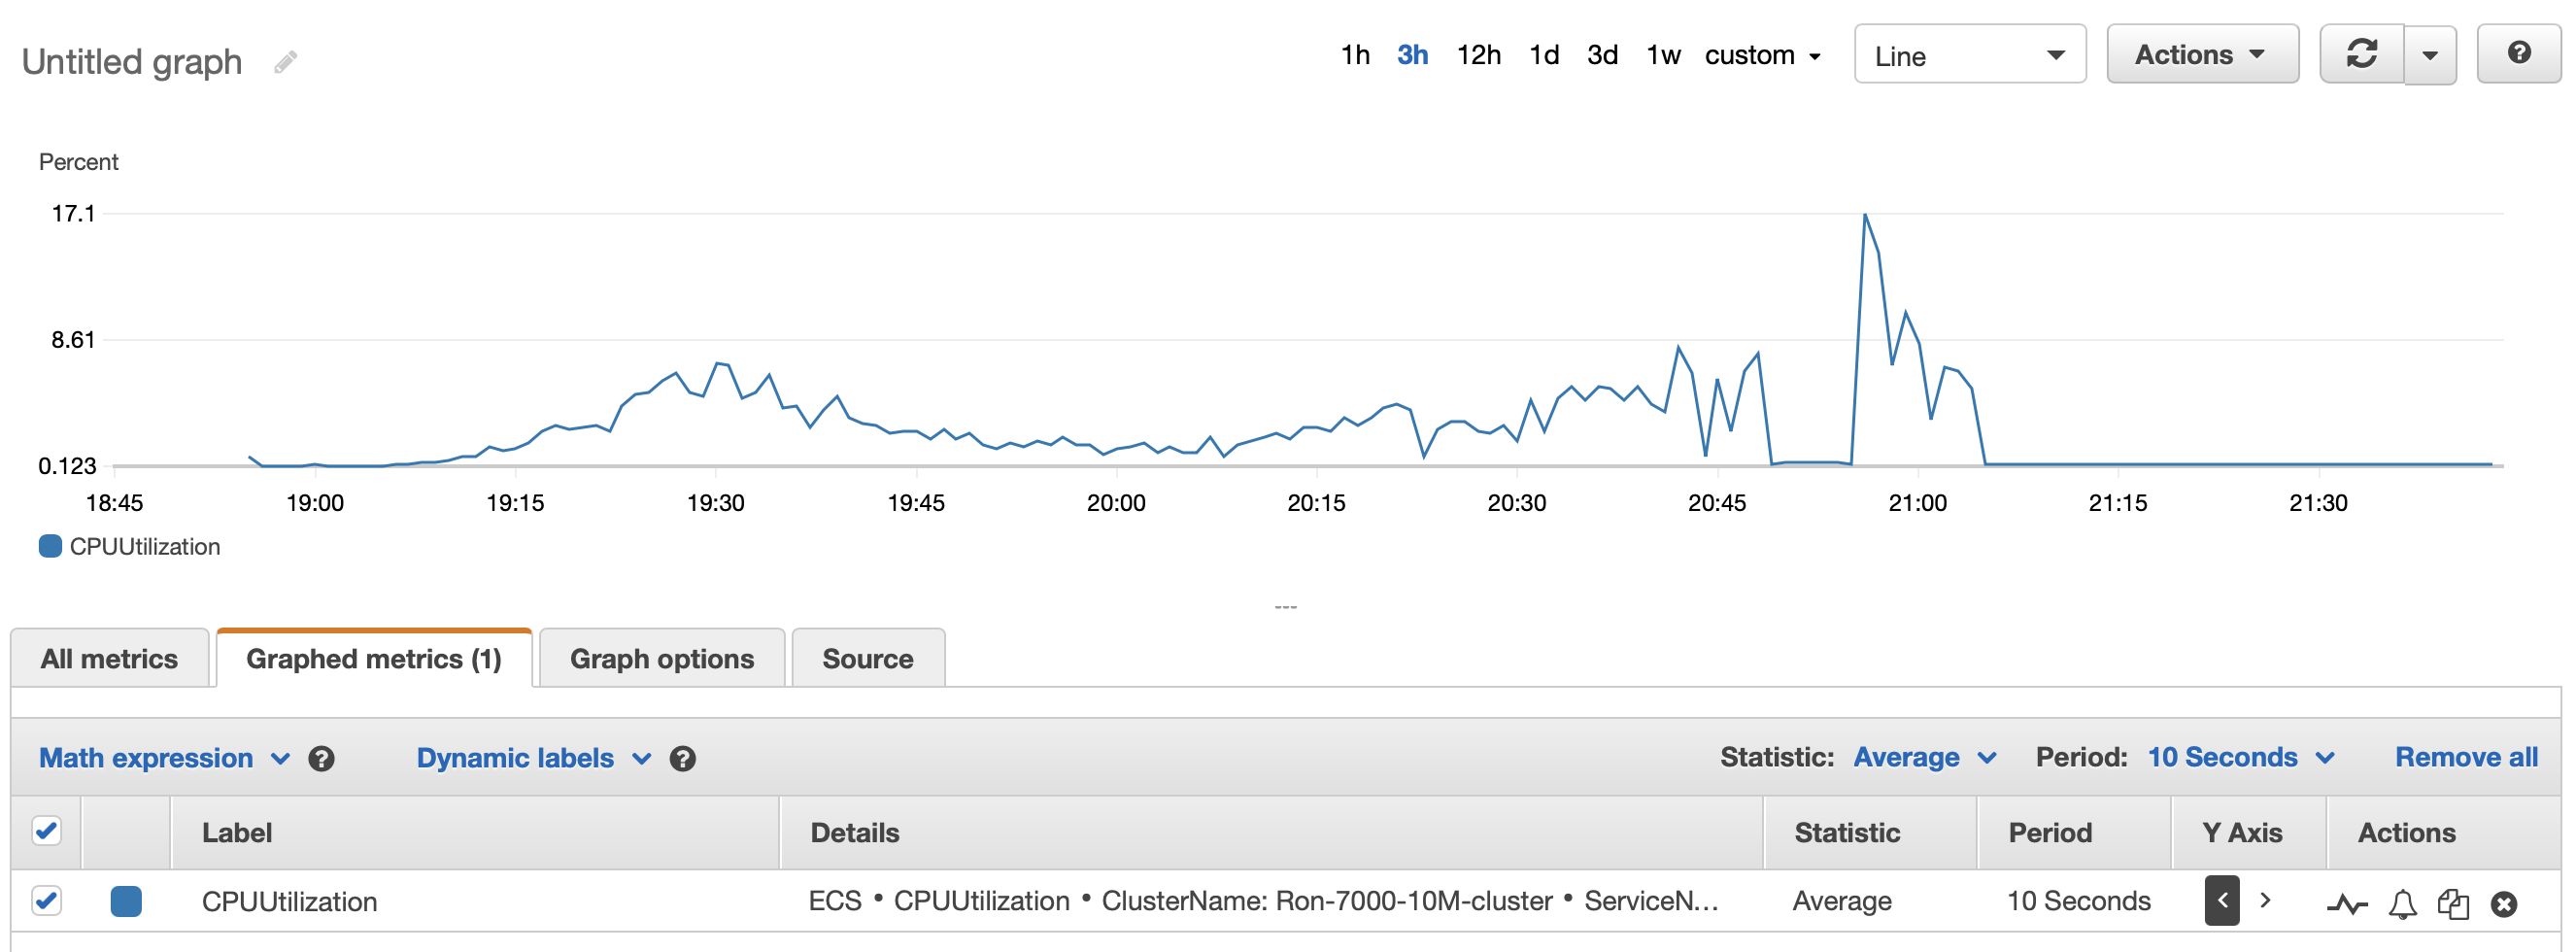 Untitled graph 1h 3h 12h 1d 3d 1w custom Line Actions
Percent
17.1
8.61
0.123
18:45 19:00 19:15 19:30 19:45 20:00 20:15 20:30 20:45 21:00 21:15 21:30
CPUUtilization
All metrics Graphed metrics (1) Graph options Source
Math expression Dynamic labels Statistic: Average Period: 10 Seconds Remove all
Label Details Statistic Period Y Axis Actions
CPUUtilization ECS • CPUUtilization • ClusterName: Ron-7000-10M-cluster • ServiceN... Average 10 Seconds